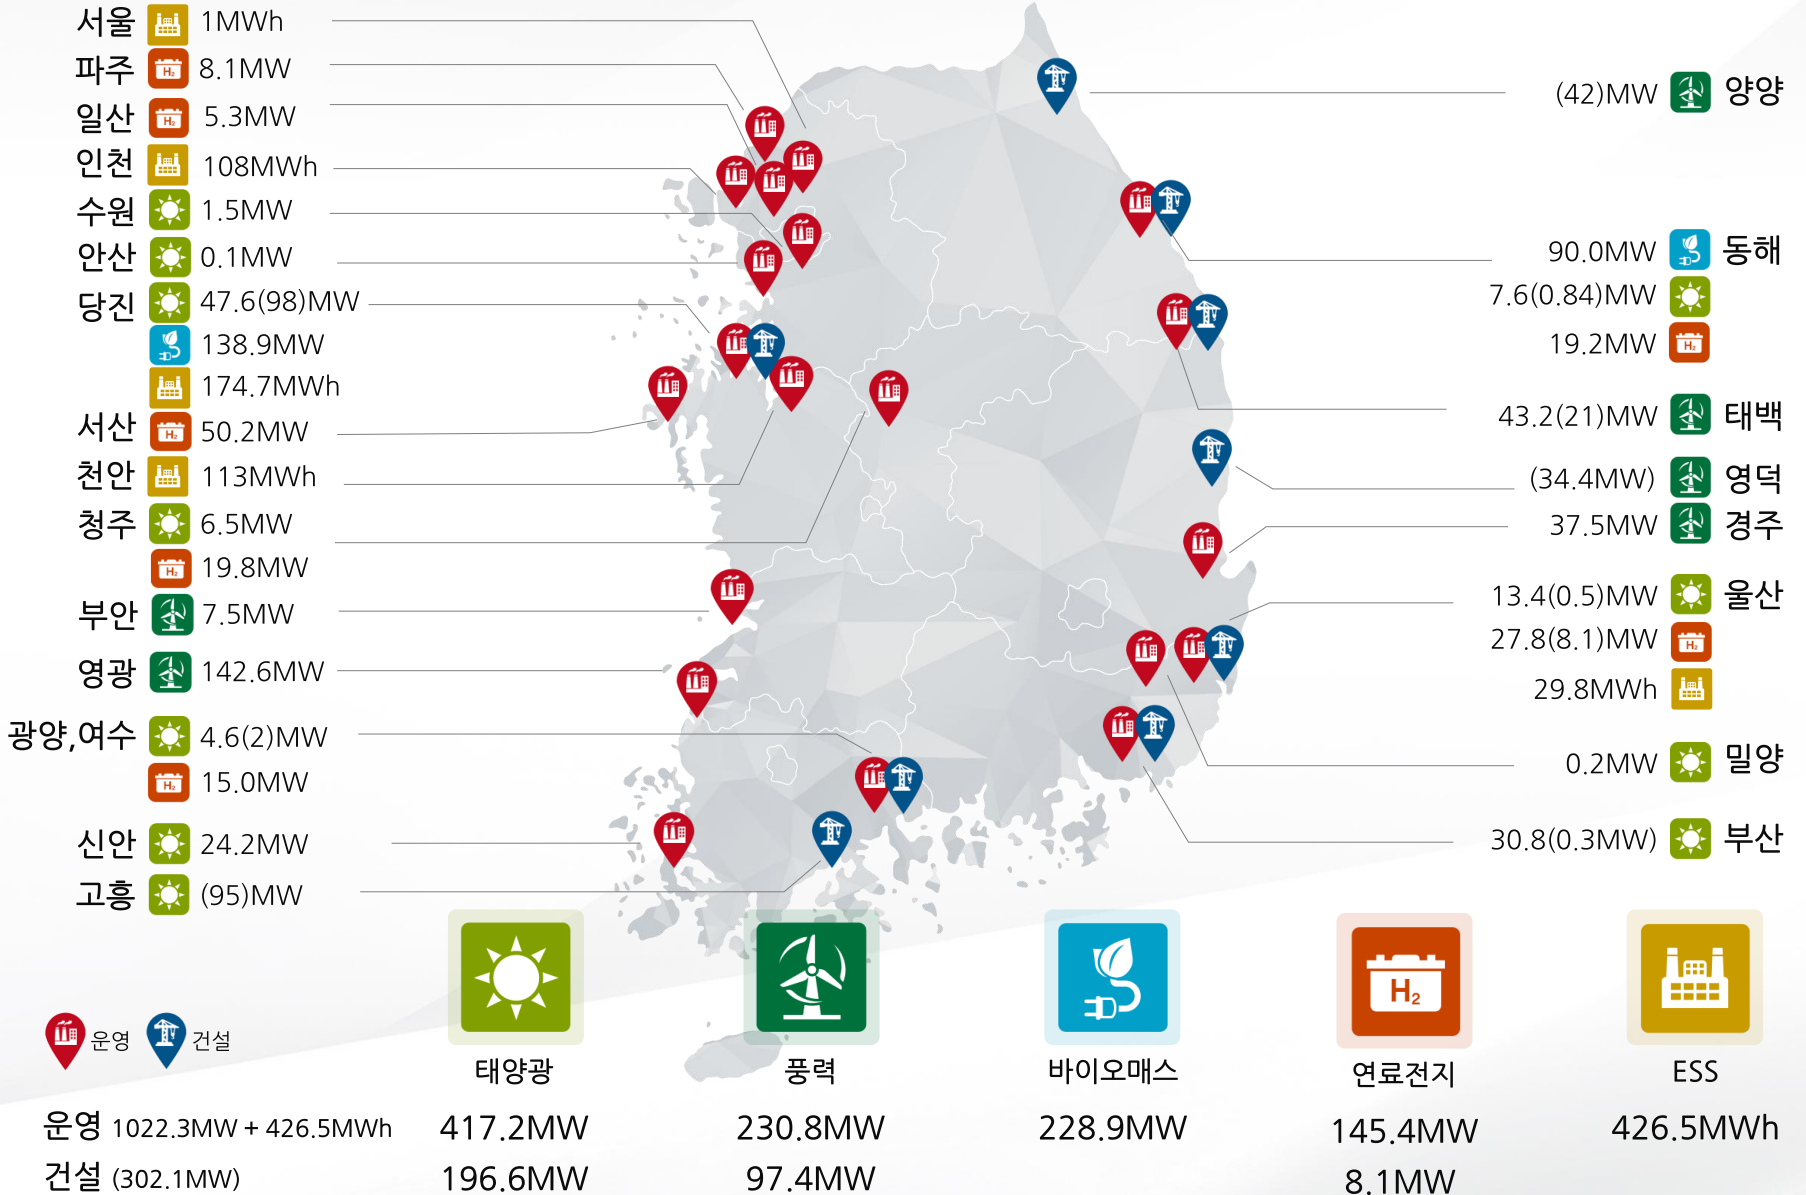 서울 1MWh
파주 H₂ 8.1MW
일산 H₂ 5.3MW
인천 108MWh
수원 1.5MW
안산 0.1MW
당진 47.6(98)MW
138.9MW
174.7MWh
서산 H₂ 50.2MW
천안 113MWh
청주 6.5MW
H₂ 19.8MW
부안 7.5MW
영광 142.6MW
광양,여수 4.6(2)MW
H₂ 15.0MW
신안 24.2MW
고흥 (95)MW
(42)MW 양양
90.0MW 동해
7.6(0.84)MW
19.2MW H₂
43.2(21)MW 태백
(34.4MW) 영덕
37.5MW 경주
13.4(0.5)MW 울산
27.8(8.1)MW H₂
29.8MWh
0.2MW 밀양
30.8(0.3MW) 부산
H₂
운영 건설
태양광 풍력 바이오매스 연료전지 ESS
운영 1022.3MW + 426.5MWh 417.2MW 230.8MW 228.9MW 145.4MW 426.5MWh
건설 (302.1MW) 196.6MW 97.4MW 8.1MW